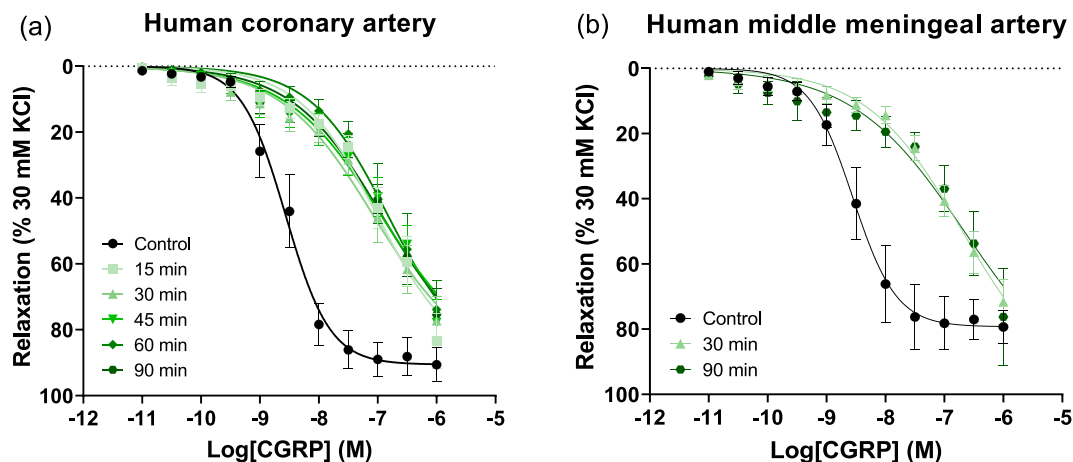 (a) Human coronary artery
Relaxation (% 30 mM KCl)
0
20
40
60
80
100
Control
15 min
30 min
45 min
60 min
90 min
-12 -11 -10 -9 -8 -7 -6 -5
Log[CGRP] (M)
(b) Human middle meningeal artery
Relaxation (% 30 mM KCl)
0
20
40
60
80
100
Control
30 min
90 min
-12 -11 -10 -9 -8 -7 -6 -5
Log[CGRP] (M)